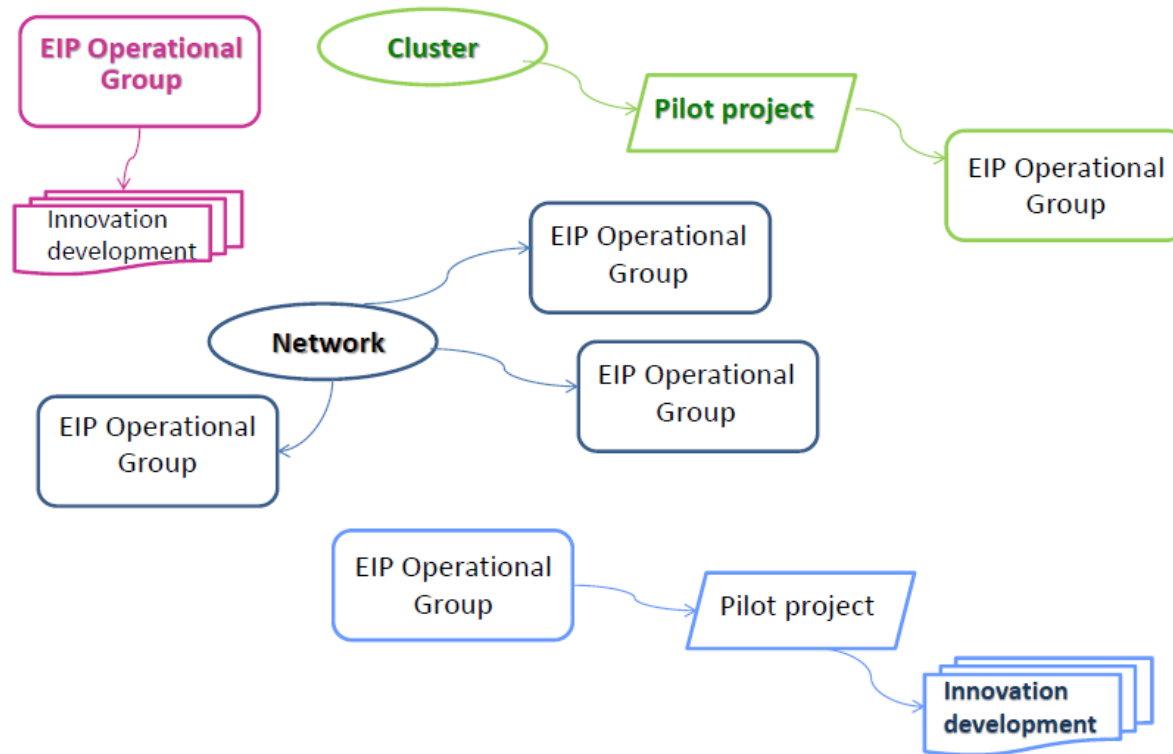 EIP Operational
Group
Cluster
Pilot project
EIP Operational
Group
Innovation
development
EIP Operational
Group
Network
EIP Operational
Group
EIP Operational
Group
EIP Operational
Group
Pilot project
Innovation
development